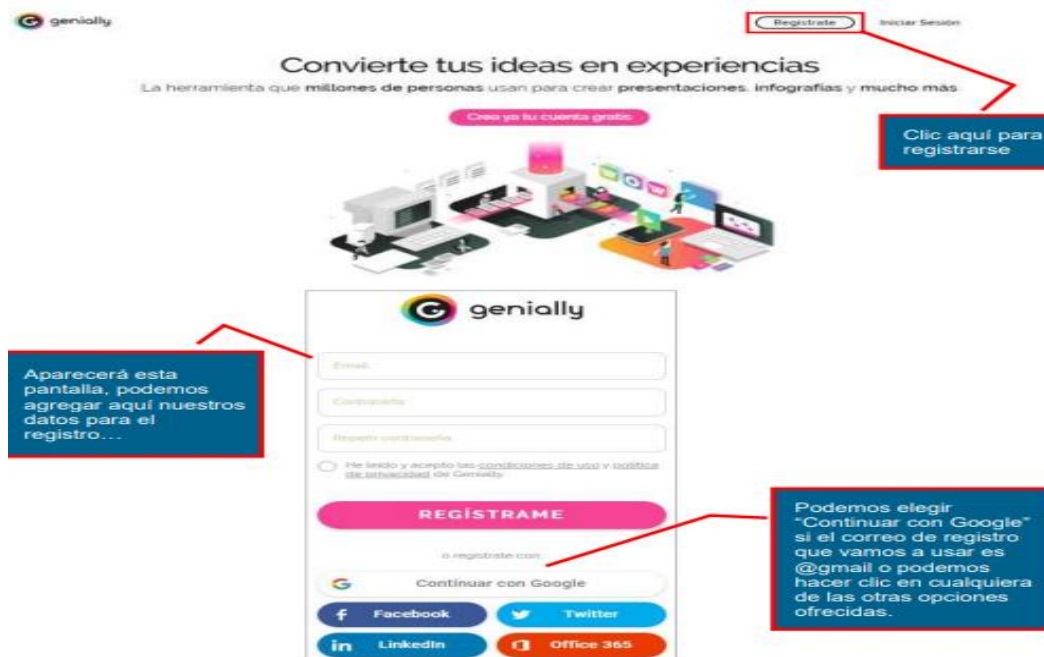 genially
Regístrate
Iniciar Sesión
Convierte tus ideas en experiencias
La herramienta que millones de personas usan para crear presentaciones, infografías y mucho más
Crea ya tu cuenta gratis
Clic aquí para
registrarse
WOW
genially
Aparecerá esta
pantalla, podemos
agregar aquí nuestros
datos para el
registro...
Email
Contraseña
Repetir contraseña
He leído y acepto las condiciones de uso y política
de privacidad de Genially
REGÍSTRAME
o regístrate con:
Continuar con Google
Facebook
Twitter
LinkedIn
Office 365
Podemos elegir
"Continuar con Google"
si el correo de registro
que vamos a usar es
@gmail o podemos
hacer clic en cualquiera
de las otras opciones
ofrecidas.